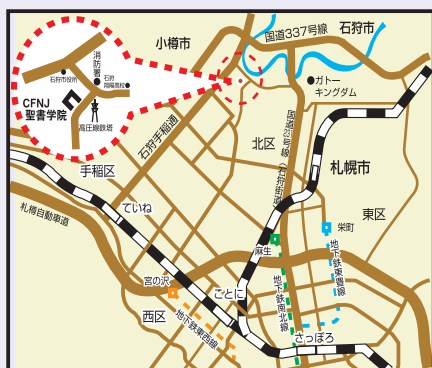 国道337号線
石狩市
小樽市
消防署
石狩市役所
石狩
翔陽高校
CFNJ
聖書学院
高圧線鉄塔
ガトー
キングダム
石狩手稲通
国道231号線(石狩街道)
北区
手稲区
札幌市
ていね
東区
札樽自動車道
栄町
麻生
地下鉄東豊線
宮の沢
ことに
地下鉄南北線
西区
地下鉄東西線
さっぽろ